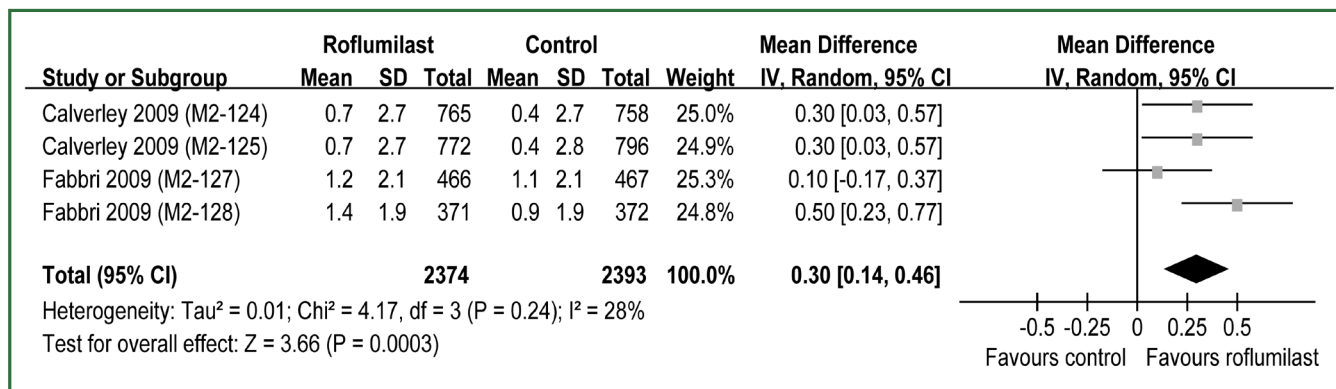 Roflumilast Control Mean Difference Mean Difference
Study or Subgroup Mean SD Total Mean SD Total Weight IV, Random, 95% CI IV, Random, 95% CI
Calverley 2009 (M2-124) 0.7 2.7 765 0.4 2.7 758 25.0% 0.30 [0.03, 0.57]
Calverley 2009 (M2-125) 0.7 2.7 772 0.4 2.8 796 24.9% 0.30 [0.03, 0.57]
Fabbri 2009 (M2-127) 1.2 2.1 466 1.1 2.1 467 25.3% 0.10 [-0.17, 0.37]
Fabbri 2009 (M2-128) 1.4 1.9 371 0.9 1.9 372 24.8% 0.50 [0.23, 0.77]
Total (95% CI) 2374 2393 100.0% 0.30 [0.14, 0.46]
Heterogeneity: Tau² = 0.01; Chi² = 4.17, df = 3 (P = 0.24); I² = 28%
Test for overall effect: Z = 3.66 (P = 0.0003)
-0.5 -0.25 0 0.25 0.5
Favours control Favours roflumilast